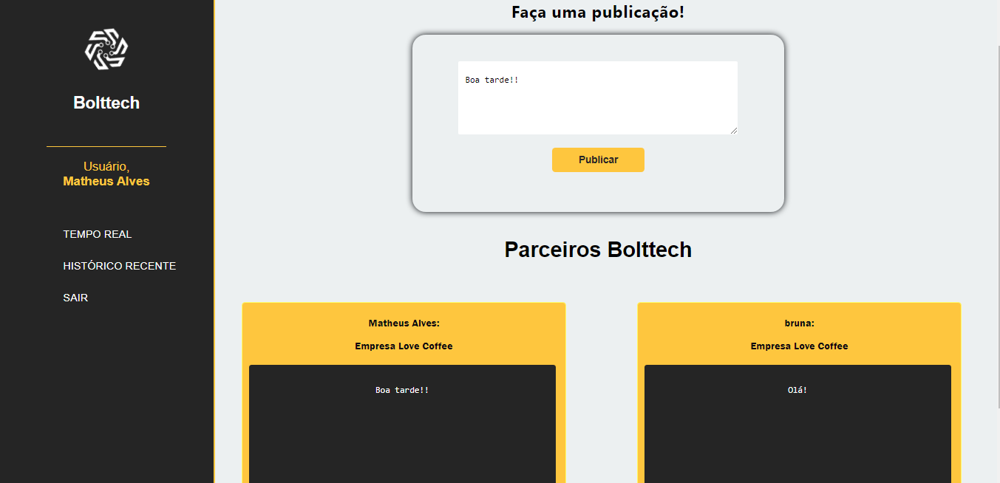 Bolttech
Usuário,
Matheus Alves
TEMPO REAL
HISTÓRICO RECENTE
SAIR
Faça uma publicação!
Boa tarde!!
Publicar
Parceiros Bolttech
Matheus Alves:
Empresa Love Coffee
Boa tarde!!
bruna:
Empresa Love Coffee
Olá!